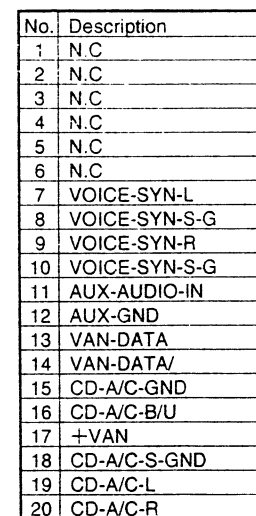 No. Description
1 N.C
2 N.C
3 N.C
4 N.C
5 N.C
6 N.C
7 VOICE-SYN-L
8 VOICE-SYN-S-G
9 VOICE-SYN-R
10 VOICE-SYN-S-G
11 AUX-AUDIO-IN
12 AUX-GND
13 VAN-DATA
14 VAN-DATA/
15 CD-A/C-GND
16 CD-A/C-B/U
17 +VAN
18 CD-A/C-S-GND
19 CD-A/C-L
20 CD-A/C-R